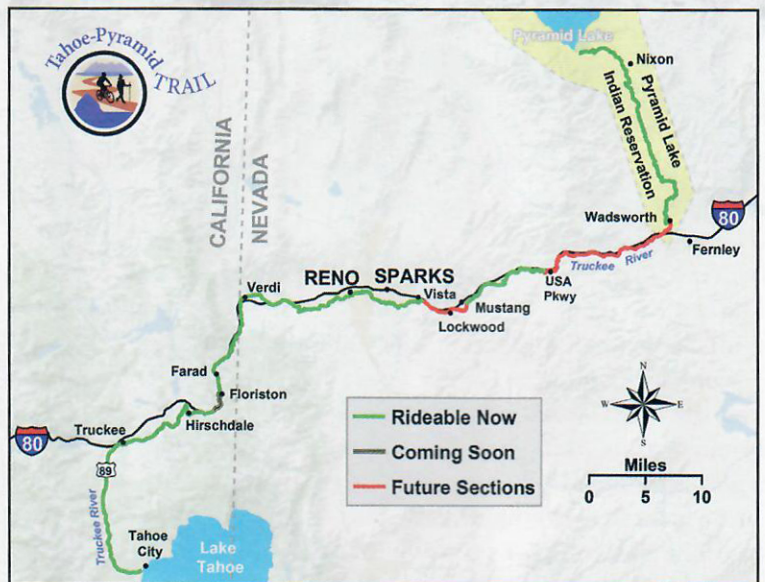 Tahoe-Pyramid
TRAIL
Pyramid Lake
Nixon
Pyramid Lake
Indian Reservation
CALIFORNIA
NEVADA
Wadsworth
80
Fernley
Truckee River
USA
Pkwy
RENO
SPARKS
Verdi
Vista
Mustang
Lockwood
Farad
Floriston
Hirschdale
Truckee
80
89
Truckee River
Tahoe
City
Lake
Tahoe
Rideable Now
Coming Soon
Future Sections
N
W
E
S
Miles
0
5
10